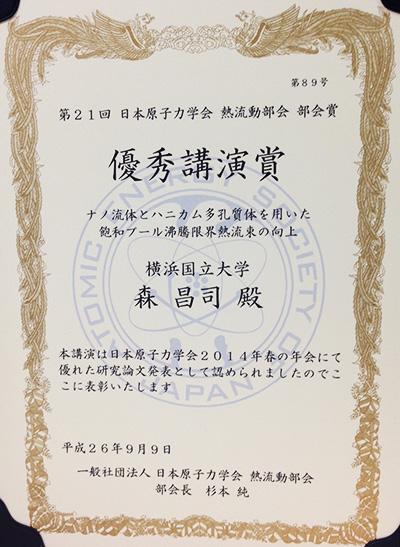 第89号
第21回 日本原子力学会 熱流動部会 部会賞
優秀講演賞
ナノ流体とハニカム多孔質体を用いた
飽和プール沸騰限界熱流束の向上
横浜国立大学
森 昌司 殿
本講演は日本原子力学会2014年春の年会にて
優れた研究論文発表として認められましたのでこ
こに表彰いたします
平成26年9月9日
一般社団法人 日本原子力学会 熱流動部会
部会長 杉本 純
ATOMIC ENERGY SOCIETY OF JAPAN